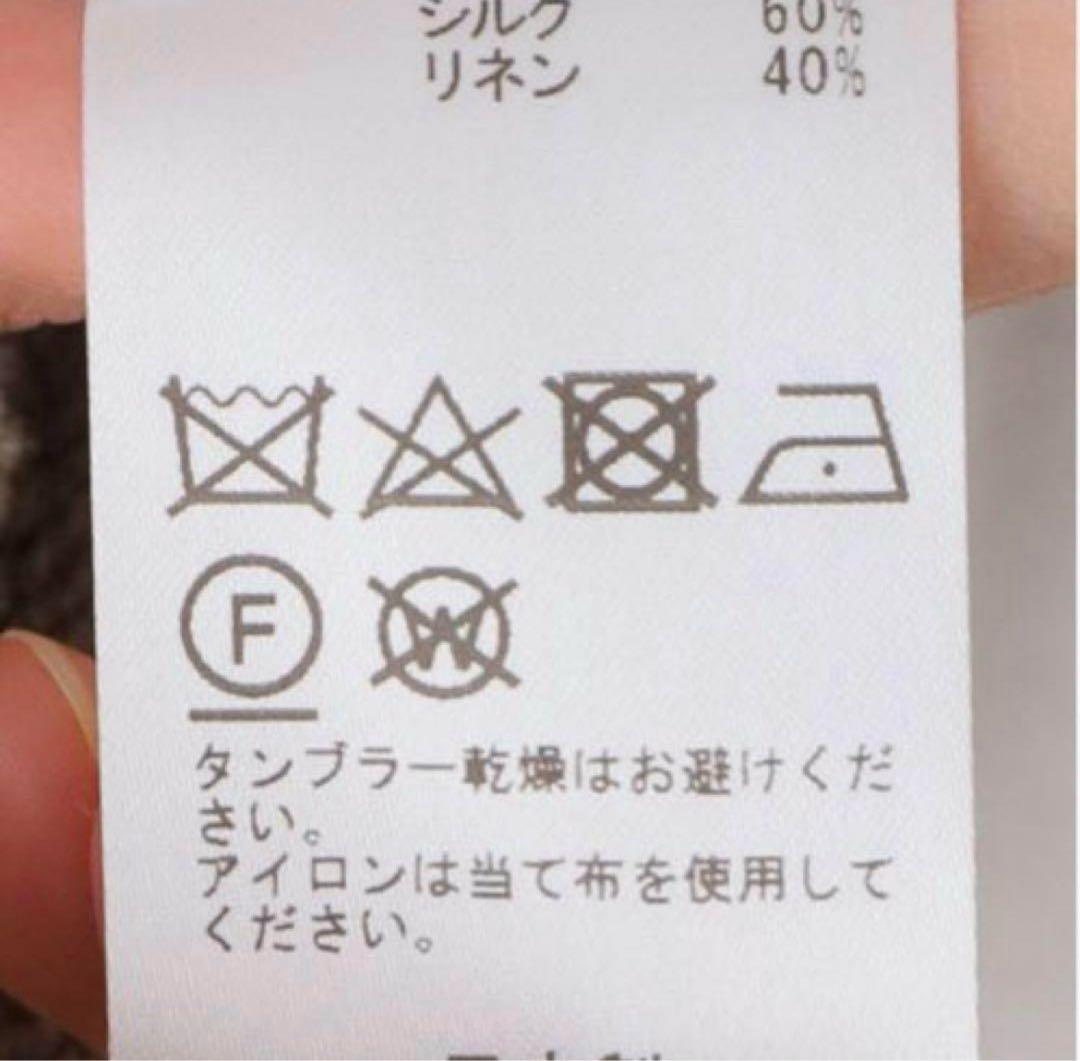 シルク 60%
リネン 40%
F W
タンブラー乾燥はお避けくだ
さい。
アイロンは当て布を使用して
ください。